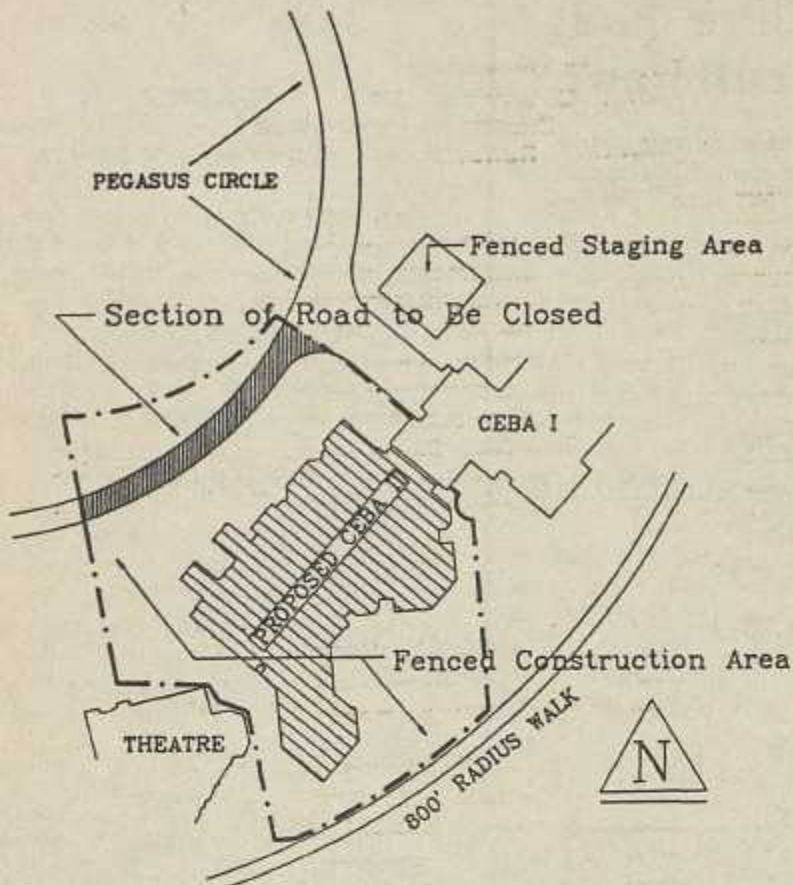 PEGASUS CIRCLE
Fenced Staging Area
Section of Road to Be Closed
CEBA I
PROPOSED CEBA
Fenced Construction Area
THEATRE
800' RADIUS WALK
N